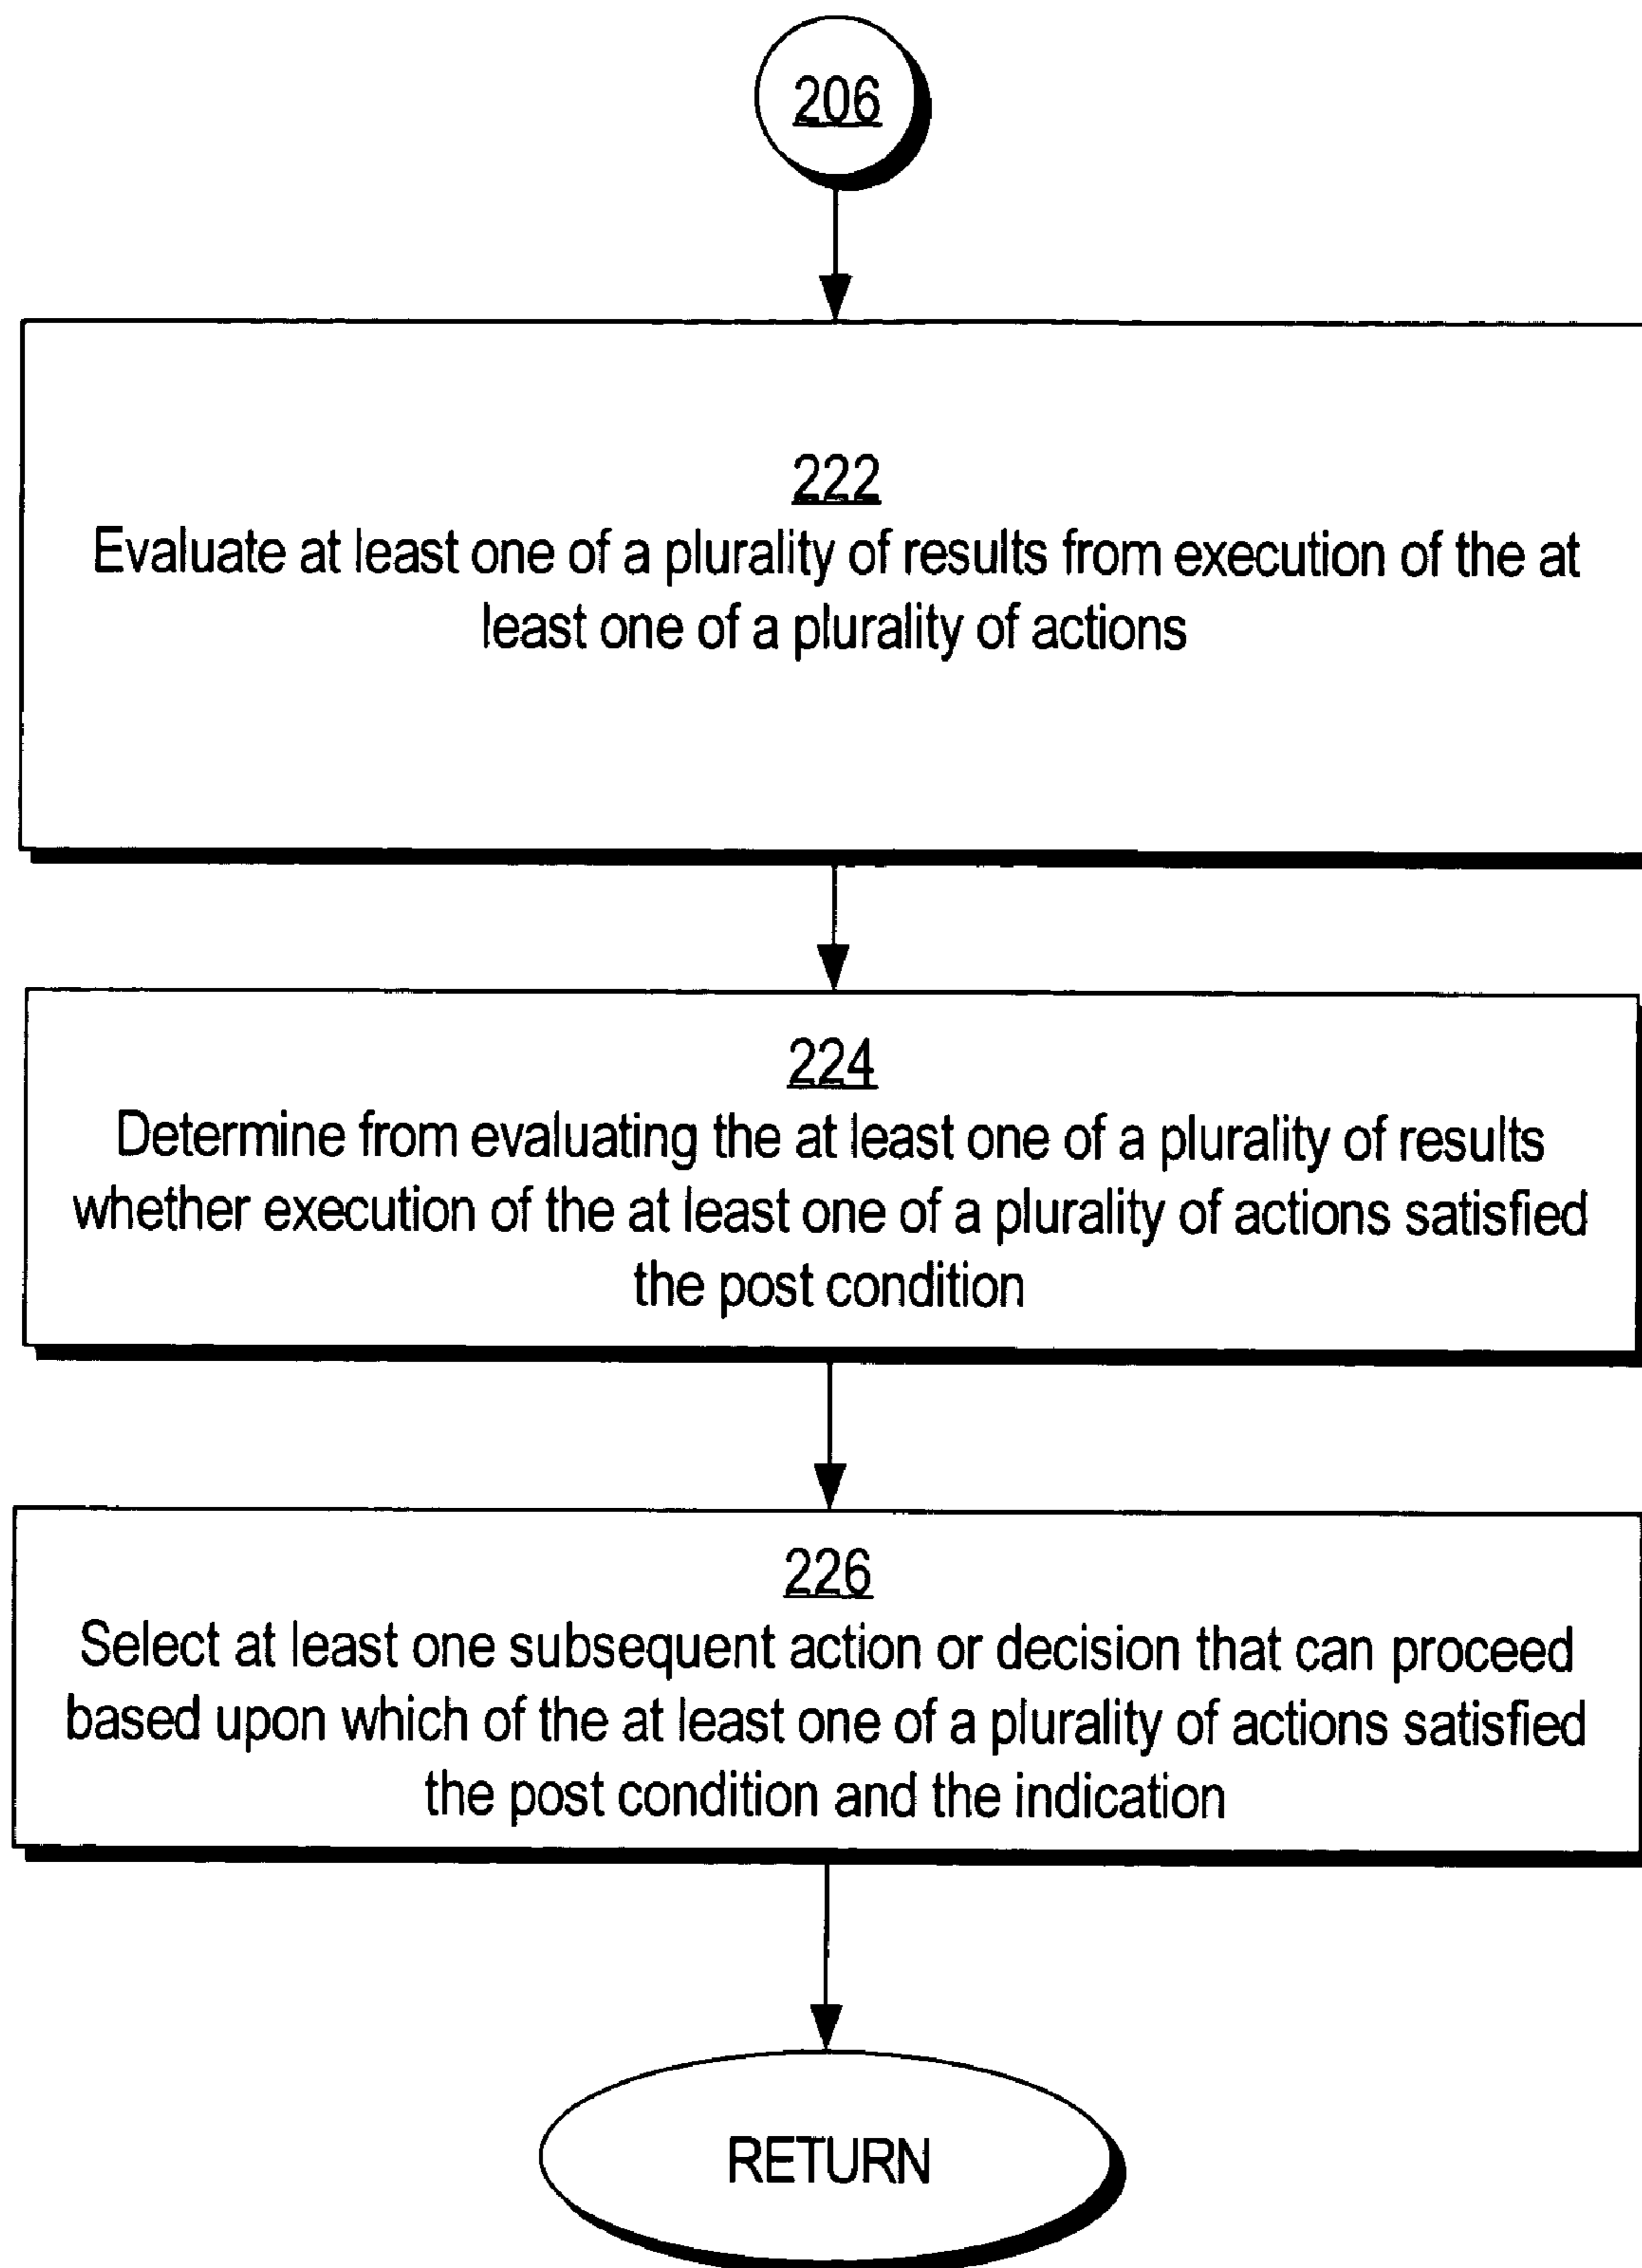 206
222
Evaluate at least one of a plurality of results from execution of the at
least one of a plurality of actions
224
Determine from evaluating the at least one of a plurality of results
whether execution of the at least one of a plurality of actions satisfied
the post condition
226
Select at least one subsequent action or decision that can proceed
based upon which of the at least one of a plurality of actions satisfied
the post condition and the indication
RETURN